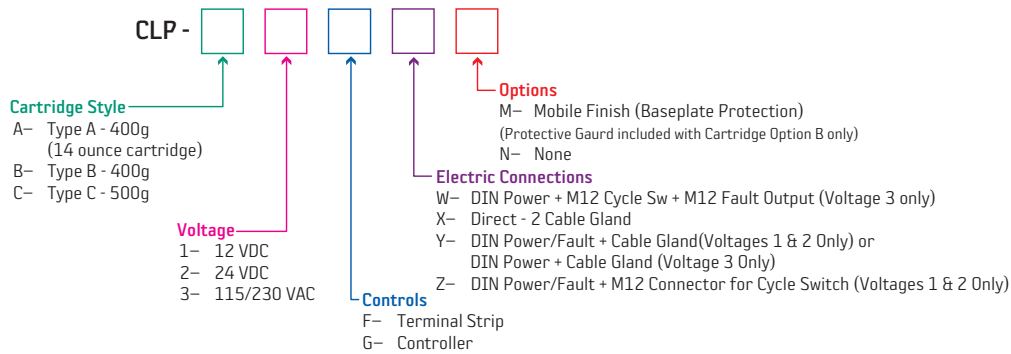 CLP -
Cartridge Style
A– Type A - 400g
(14 ounce cartridge)
B– Type B - 400g
C– Type C - 500g
Voltage
1– 12 VDC
2– 24 VDC
3– 115/230 VAC
Controls
F– Terminal Strip
G– Controller
Electric Connections
W– DIN Power + M12 Cycle Sw + M12 Fault Output (Voltage 3 only)
X– Direct - 2 Cable Gland
Y– DIN Power/Fault + Cable Gland(Voltages 1 & 2 Only) or
DIN Power + Cable Gland (Voltage 3 Only)
Z– DIN Power/Fault + M12 Connector for Cycle Switch (Voltages 1 & 2 Only)
Options
M– Mobile Finish (Baseplate Protection)
(Protective Gaurd included with Cartridge Option B only)
N– None